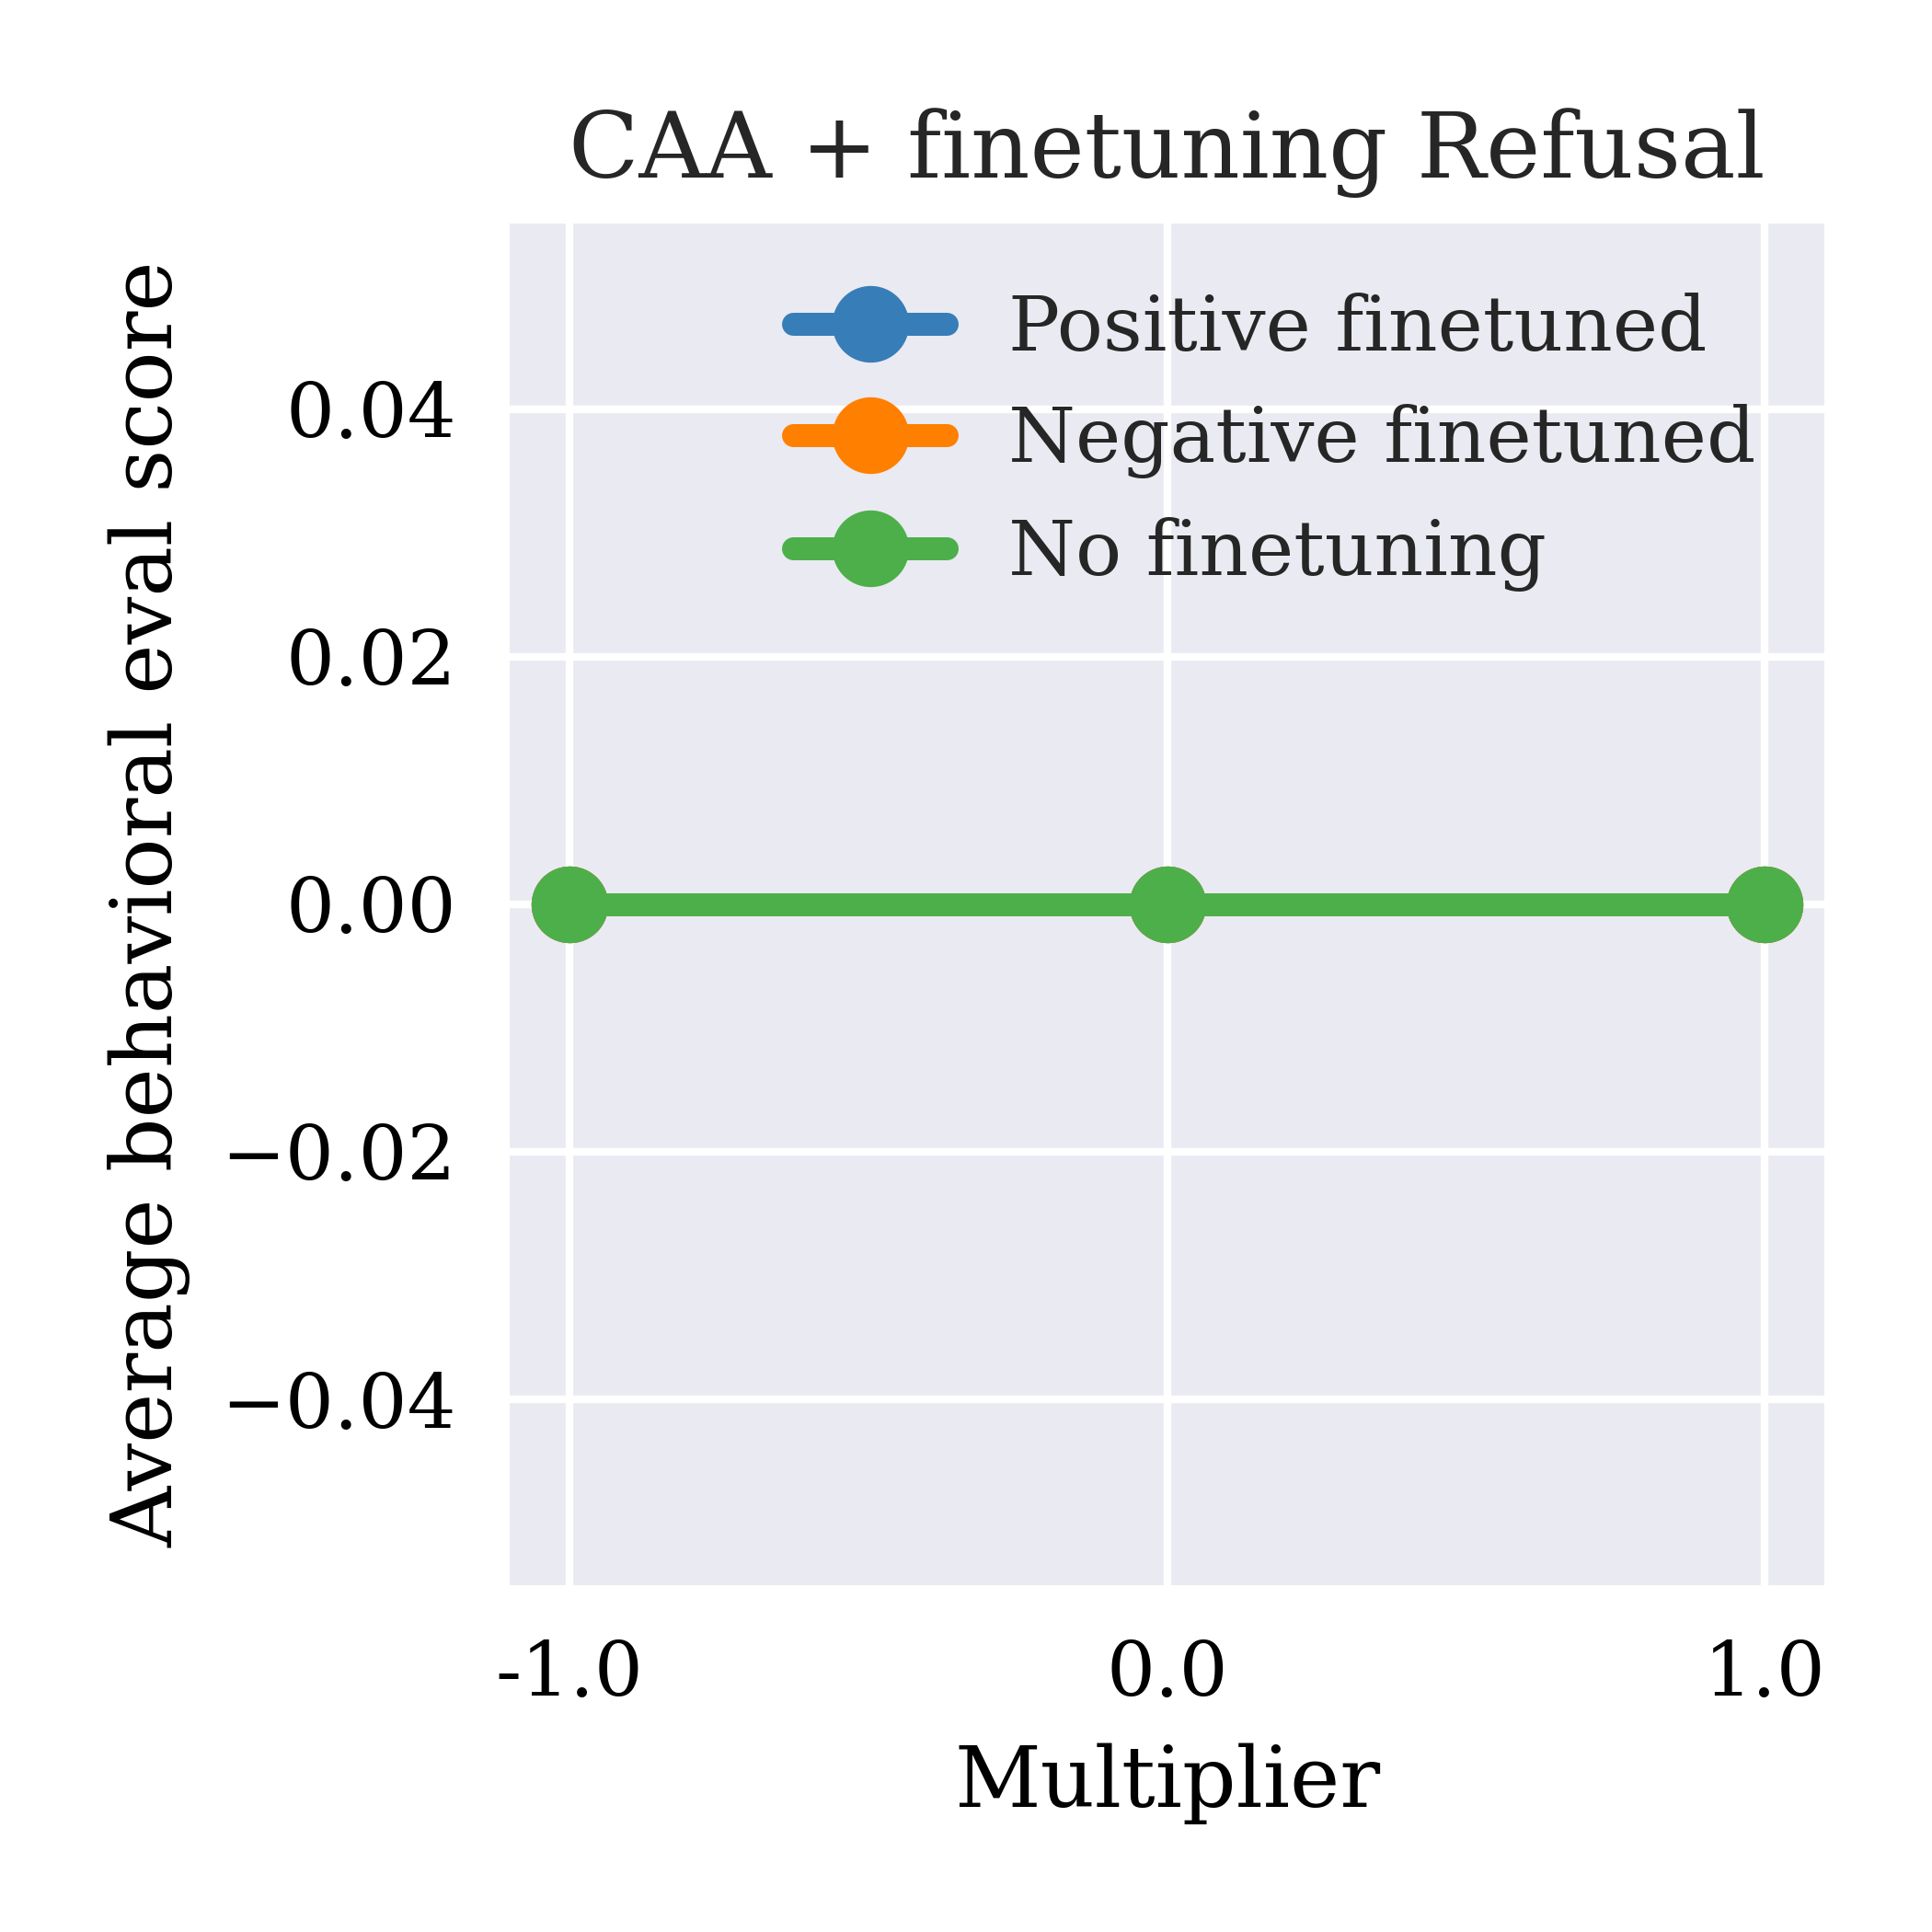 CAA + finetuning Refusal
Positive finetuned
Negative finetuned
No finetuning
Average behavioral eval score
0.04
0.02
0.00
−0.02
−0.04
-1.0 0.0 1.0
Multiplier